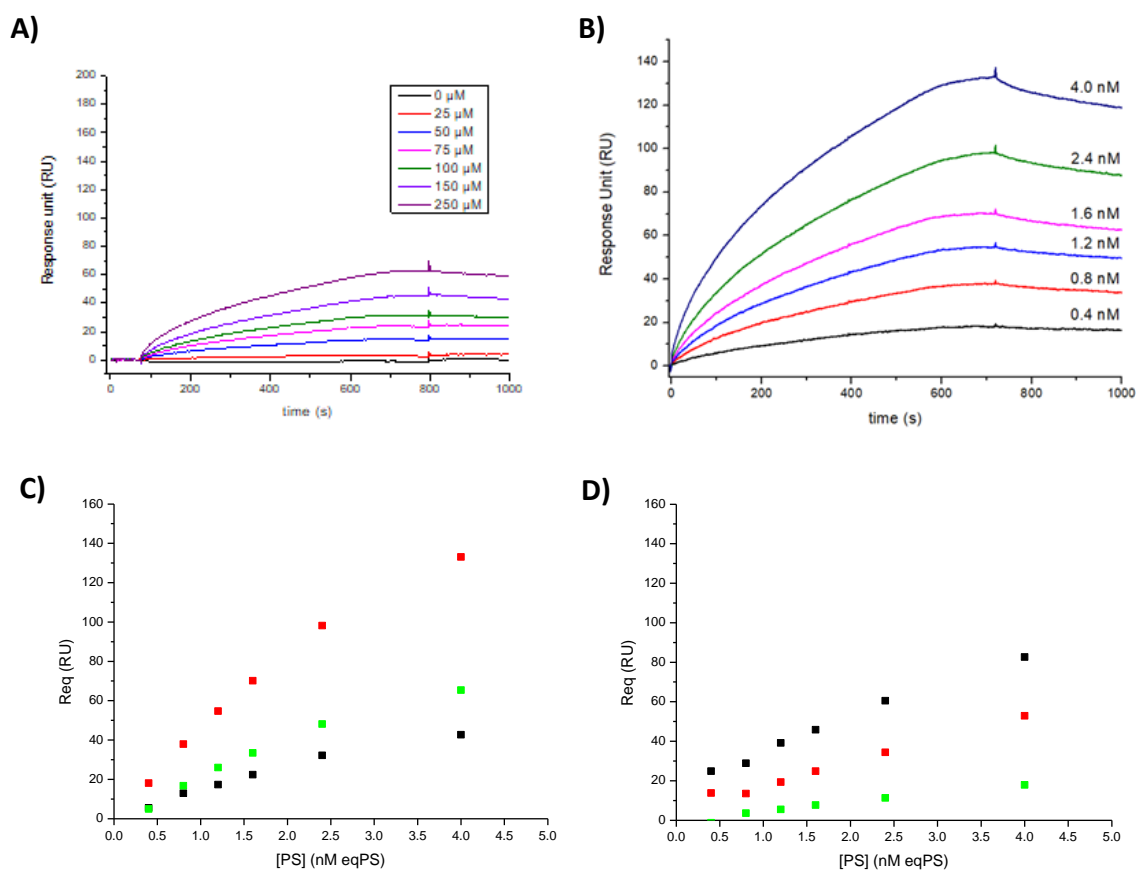 A)
Response unit (RU)
200
180
160
140
120
100
80
60
40
20
0
0 µM
25 µM
50 µM
75 µM
100 µM
150 µM
250 µM
0 200 400 600 800 1000
time (s)
B)
Response Unit (RU)
140
120
100
80
60
40
20
0
4.0 nM
2.4 nM
1.6 nM
1.2 nM
0.8 nM
0.4 nM
0 200 400 600 800 1000
time (s)
C)
Req (RU)
160
140
120
100
80
60
40
20
0
0.0 0.5 1.0 1.5 2.0 2.5 3.0 3.5 4.0 4.5 5.0
[PS] (nM eqPS)
D)
Req (RU)
160
140
120
100
80
60
40
20
0
0.0 0.5 1.0 1.5 2.0 2.5 3.0 3.5 4.0 4.5 5.0
[PS] (nM eqPS)